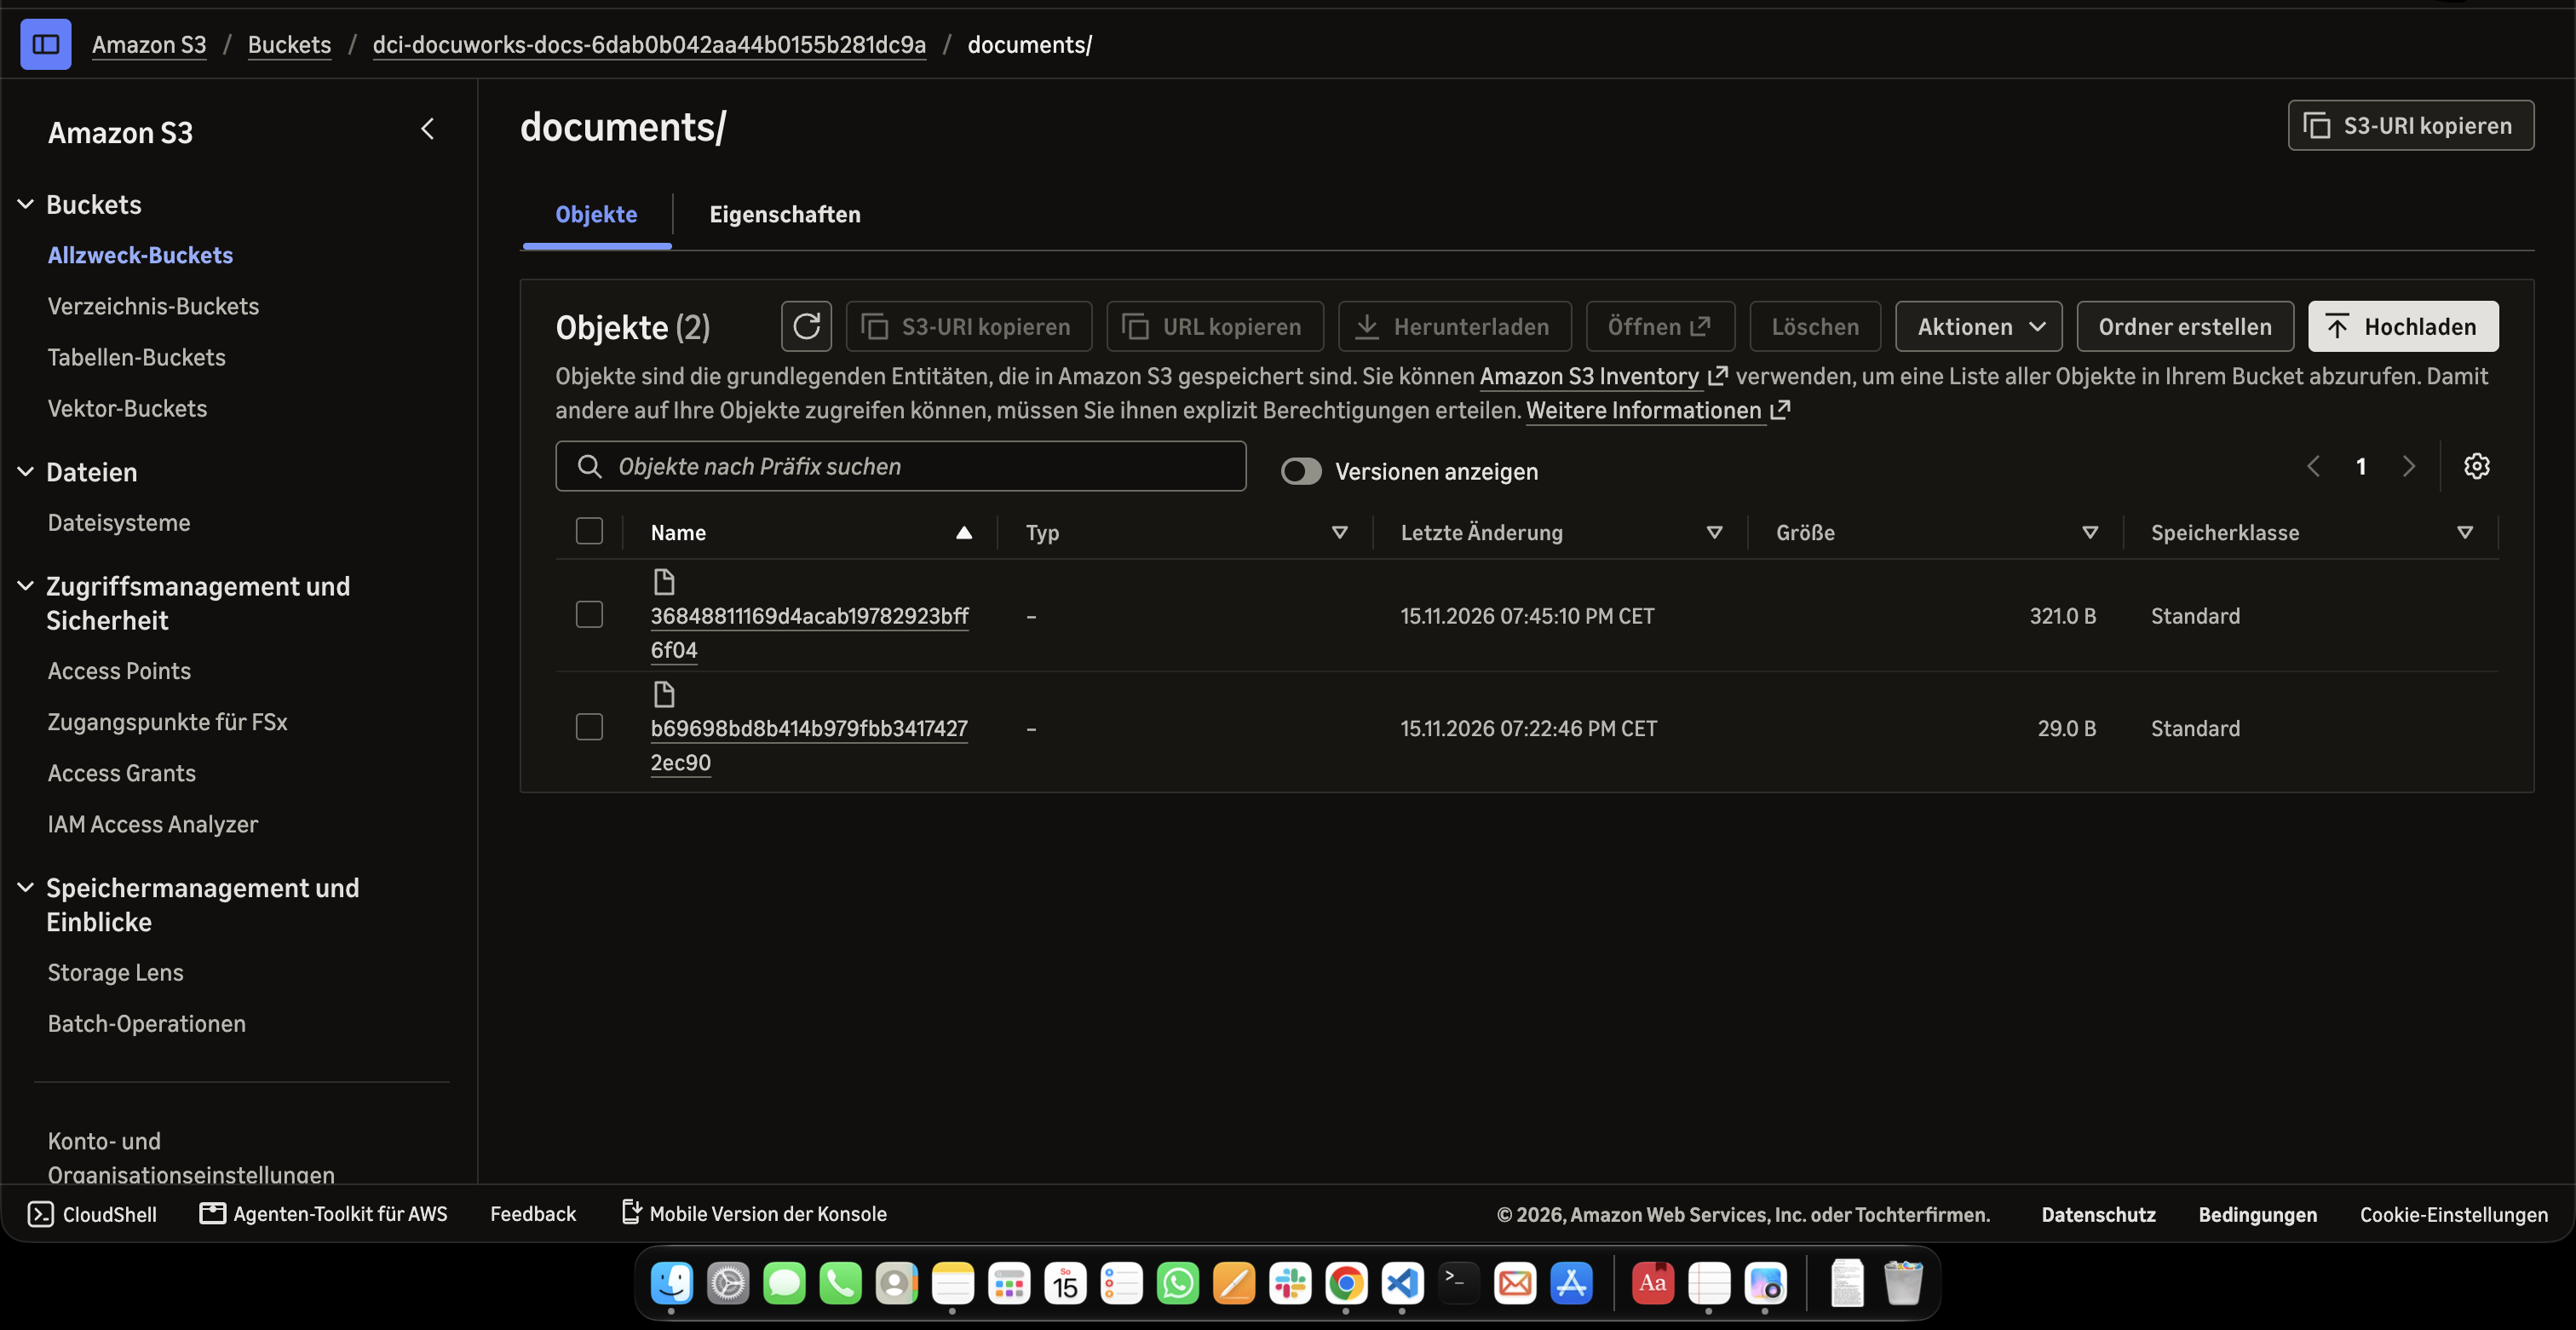 Amazon S3 / Buckets / dci-docuworks-docs-6dab0b042aa44b0155b281dc9a / documents/
Amazon S3
Buckets
Allzweck-Buckets
Verzeichnis-Buckets
Tabellen-Buckets
Vektor-Buckets
Dateien
Dateisysteme
Zugriffsmanagement und
Sicherheit
Access Points
Zugangspunkte für FSx
Access Grants
IAM Access Analyzer
Speichermanagement und
Einblicke
Storage Lens
Batch-Operationen
Konto- und
Organisationseinstellungen
documents/
S3-URI kopieren
Objekte
Eigenschaften
Objekte (2)
S3-URI kopieren
URL kopieren
Herunterladen
Öffnen
Löschen
Aktionen
Ordner erstellen
Hochladen
Objekte sind die grundlegenden Entitäten, die in Amazon S3 gespeichert sind. Sie können Amazon S3 Inventory verwenden, um eine Liste aller Objekte in Ihrem Bucket abzurufen. Damit
andere auf Ihre Objekte zugreifen können, müssen Sie ihnen explizit Berechtigungen erteilen. Weitere Informationen
Objekte nach Präfix suchen
Versionen anzeigen
1
Name Typ Letzte Änderung Größe Speicherklasse
36848811169d4acab19782923bff
6f04
– 15.11.2026 07:45:10 PM CET 321.0 B Standard
b69698bd8b414b979fbb3417427
2ec90
– 15.11.2026 07:22:46 PM CET 29.0 B Standard
CloudShell
Agenten-Toolkit für AWS
Feedback
Mobile Version der Konsole
© 2026, Amazon Web Services, Inc. oder Tochterfirmen.
Datenschutz
Bedingungen
Cookie-Einstellungen
So
15
Aa